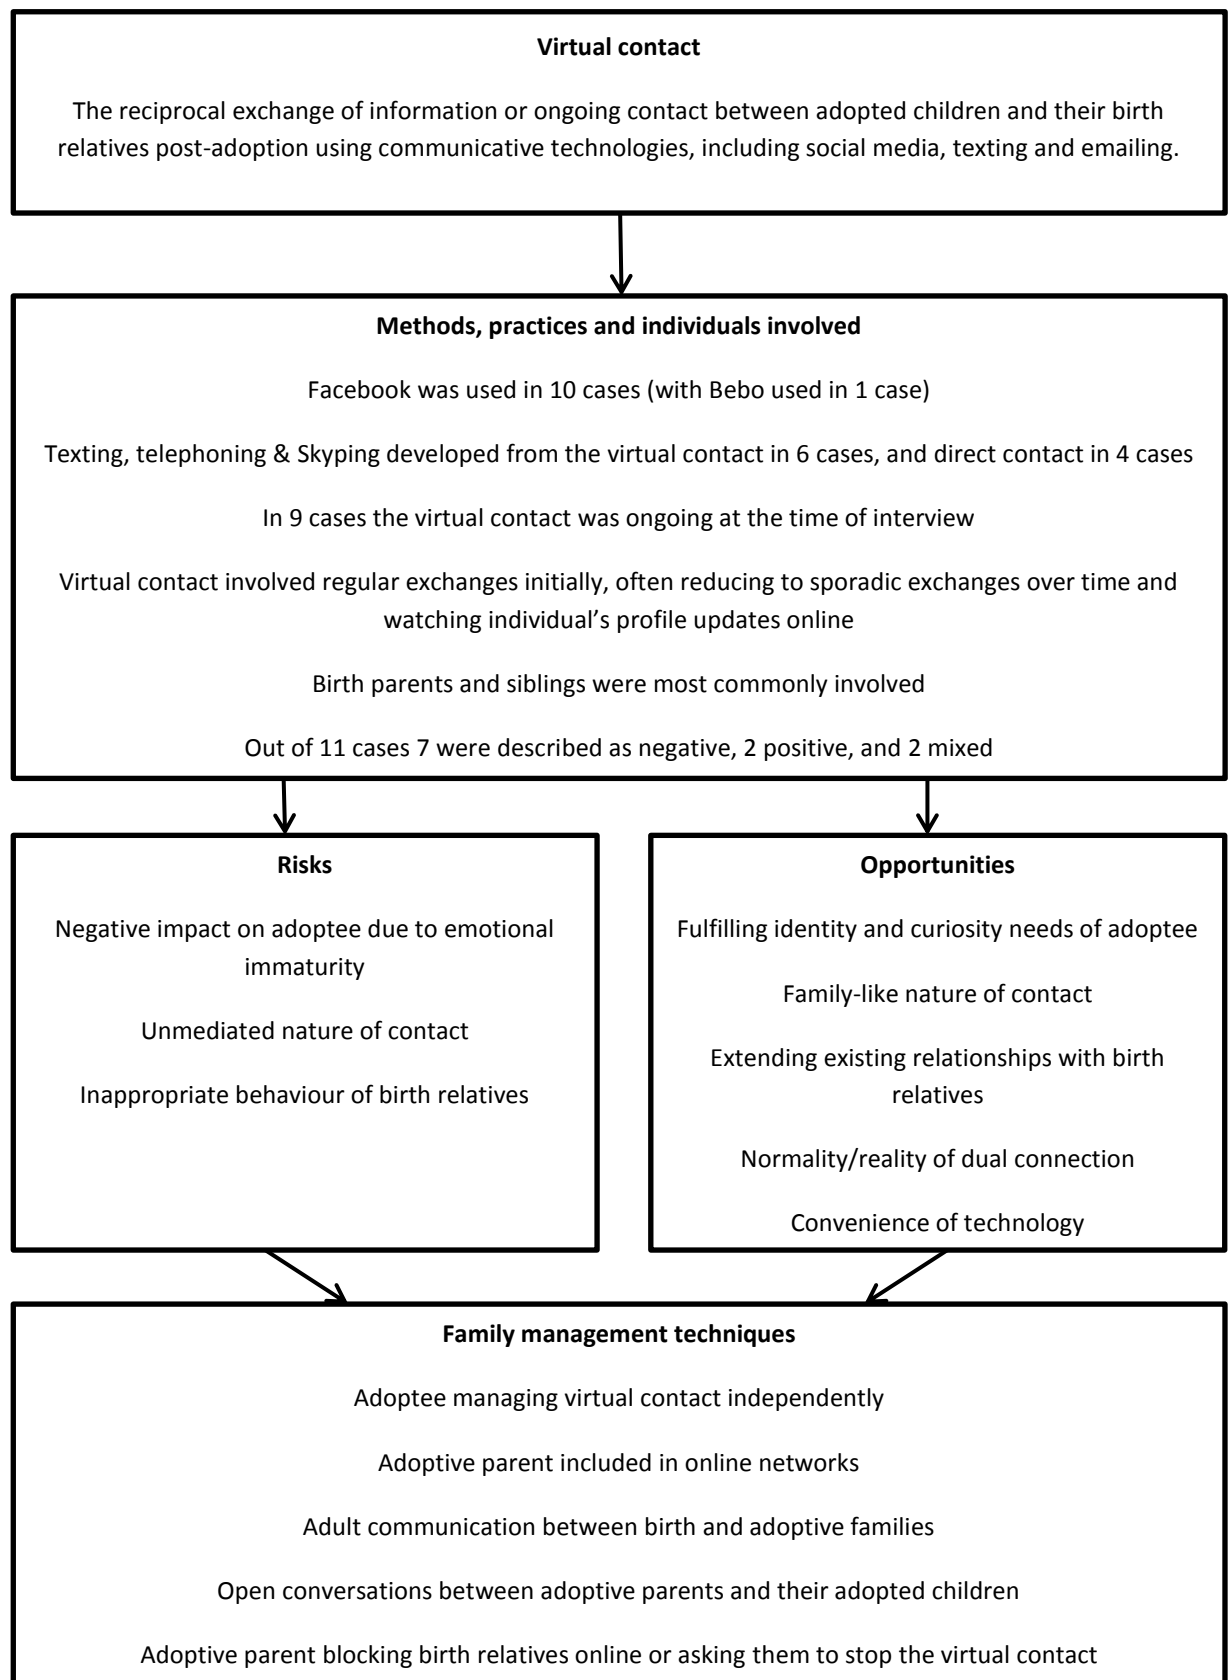 Virtual contact
The reciprocal exchange of information or ongoing contact between adopted children and their birth
relatives post-adoption using communicative technologies, including social media, texting and emailing.
Methods, practices and individuals involved
Facebook was used in 10 cases (with Bebo used in 1 case)
Texting, telephoning & Skyping developed from the virtual contact in 6 cases, and direct contact in 4 cases
In 9 cases the virtual contact was ongoing at the time of interview
Virtual contact involved regular exchanges initially, often reducing to sporadic exchanges over time and
watching individual’s profile updates online
Birth parents and siblings were most commonly involved
Out of 11 cases 7 were described as negative, 2 positive, and 2 mixed
Risks
Negative impact on adoptee due to emotional
immaturity
Unmediated nature of contact
Inappropriate behaviour of birth relatives
Opportunities
Fulfilling identity and curiosity needs of adoptee
Family-like nature of contact
Extending existing relationships with birth
relatives
Normality/reality of dual connection
Convenience of technology
Family management techniques
Adoptee managing virtual contact independently
Adoptive parent included in online networks
Adult communication between birth and adoptive families
Open conversations between adoptive parents and their adopted children
Adoptive parent blocking birth relatives online or asking them to stop the virtual contact